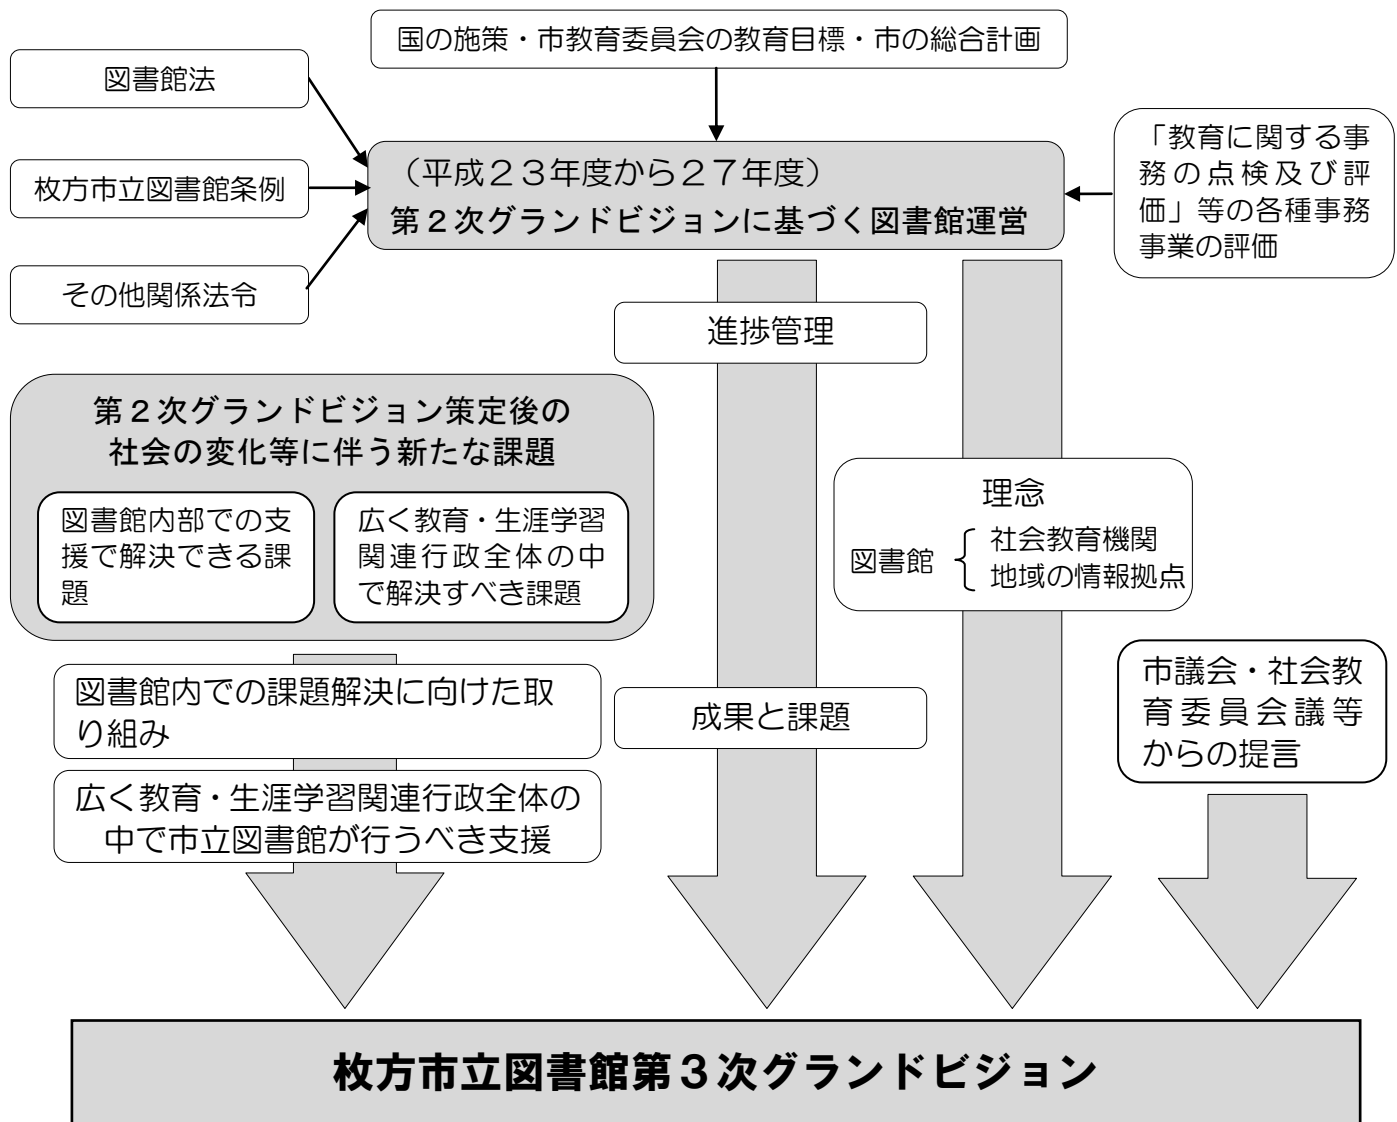 国の施策・市教育委員会の教育目標・市の総合計画
図書館法
枚方市立図書館条例
その他関係法令
（平成２３年度から２７年度）
第２次グランドビジョンに基づく図書館運営
「教育に関する事
務の点検及び評
価」等の各種事務
事業の評価
進捗管理
第２次グランドビジョン策定後の
社会の変化等に伴う新たな課題
図書館内部での支
援で解決できる課
題
広く教育・生涯学習
関連行政全体の中
で解決すべき課題
理念
図書館
社会教育機関
地域の情報拠点
図書館内での課題解決に向けた取
り組み
広く教育・生涯学習関連行政全体の
中で市立図書館が行うべき支援
成果と課題
市議会・社会教
育委員会議等
からの提言
枚方市立図書館第３次グランドビジョン